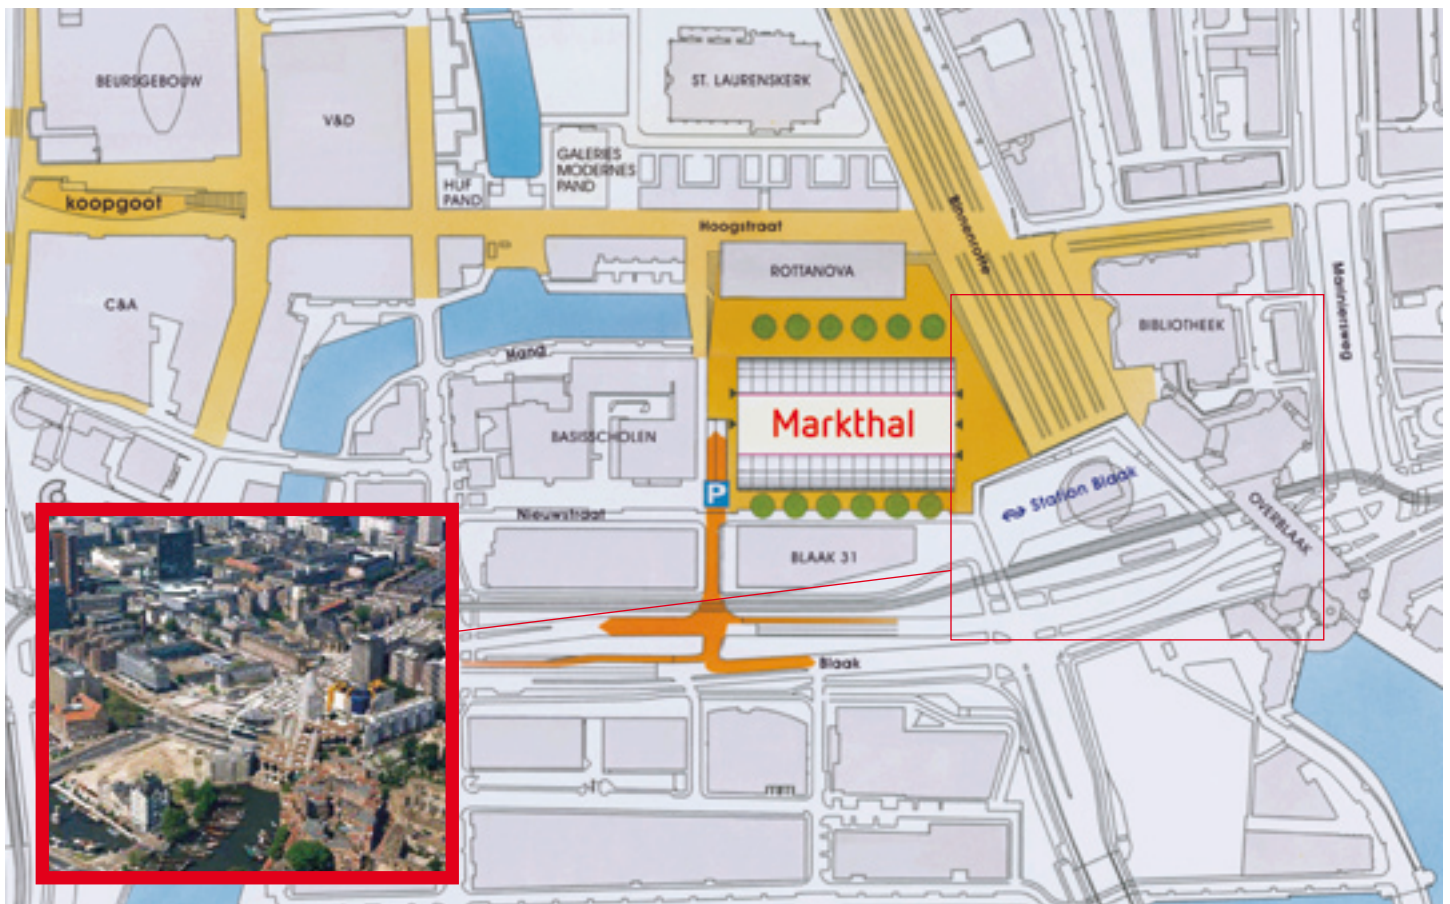 BEURSGEBOUW
V&D
ST. LAURENSKERK
GALERIES
MODERNES
PAND
HUF
PAND
koopgoot
Hoogstraat
Binnenrotte
ROTTANOVA
C&A
BIBLIOTHEEK
Mariniersweg
Hang
Markthal
BASISSCHOLEN
P
Station Blaak
OVERBLAAK
Nieuwstraat
BLAAK 31
Blaak